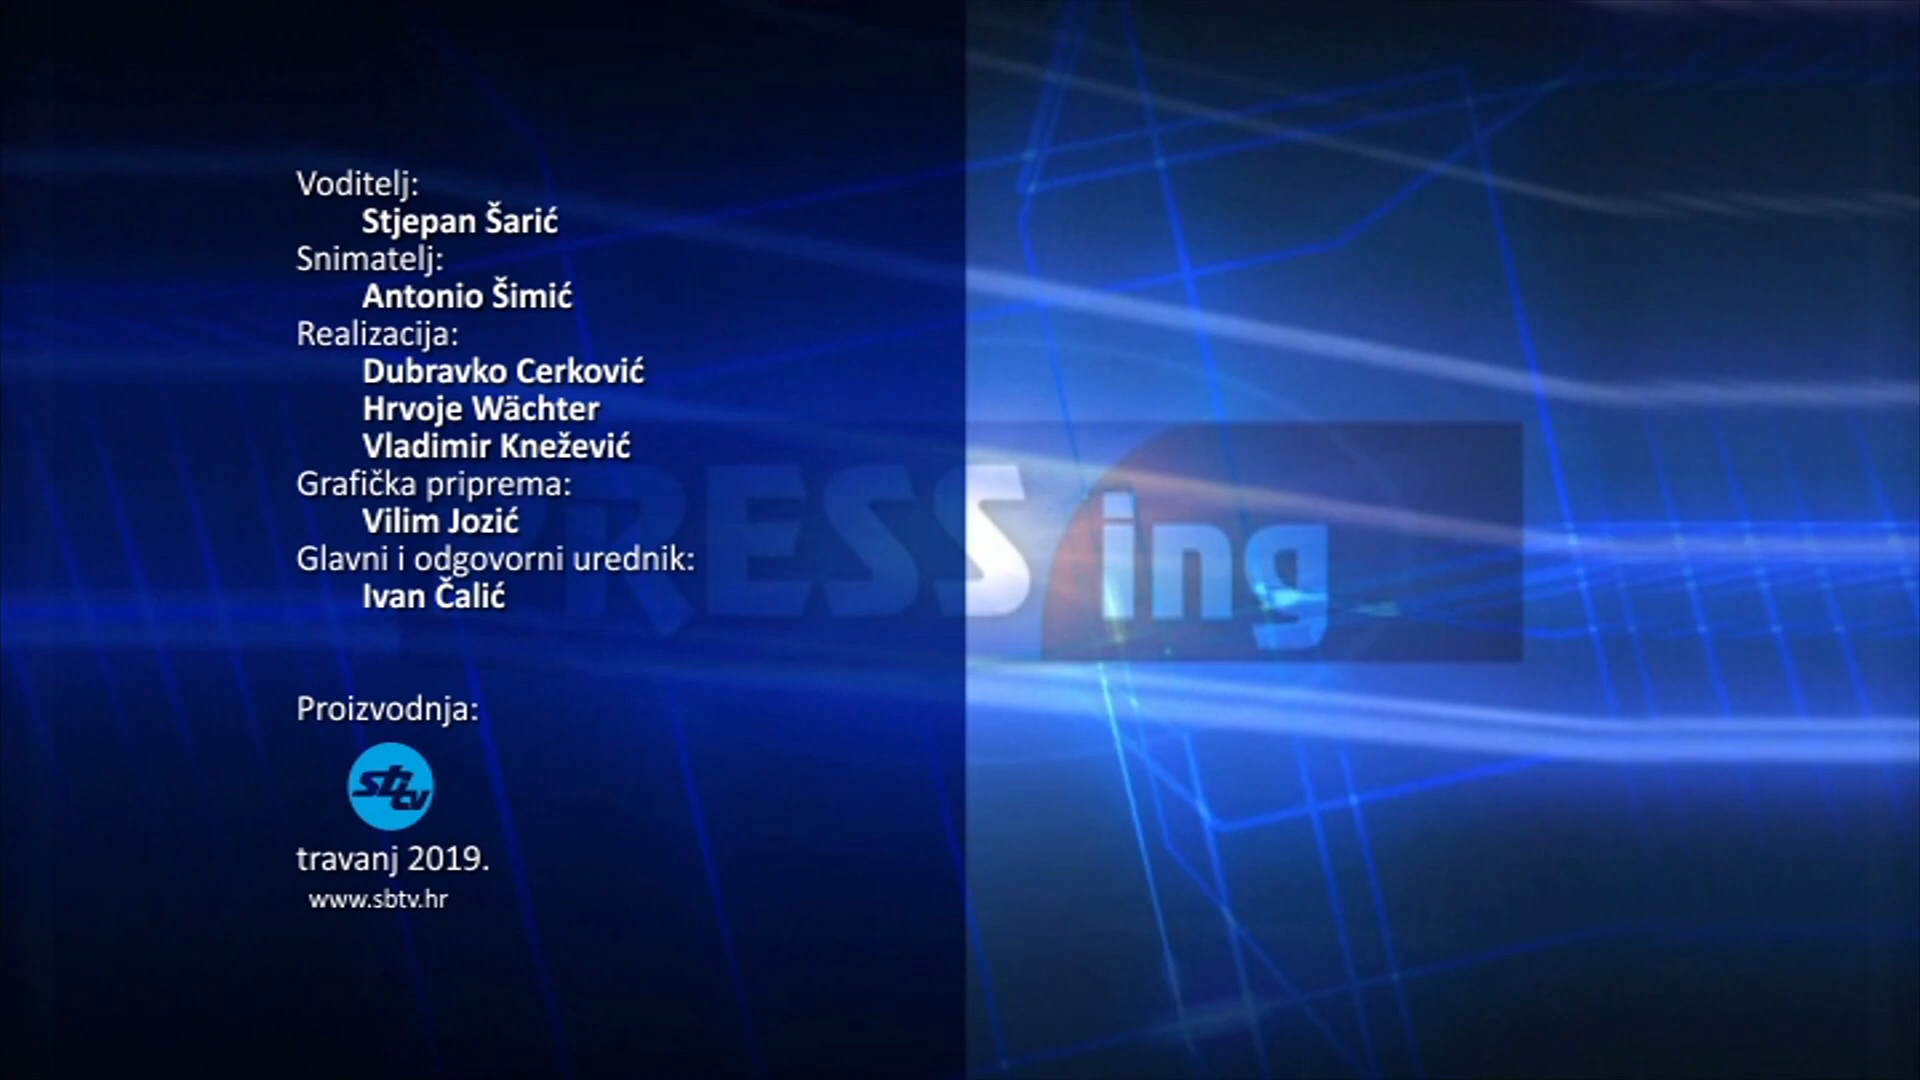 Voditelj:
Stjepan Šarić
Snimatelj:
Antonio Šimić
Realizacija:
Dubravko Cerković
Hrvoje Wächter
Vladimir Knežević
Grafička priprema:
Vilim Jozić
Glavni i odgovorni urednik:
Ivan Čalić
PRESSing
Proizvodnja:
sbtv
travanj 2019.
www.sbtv.hr